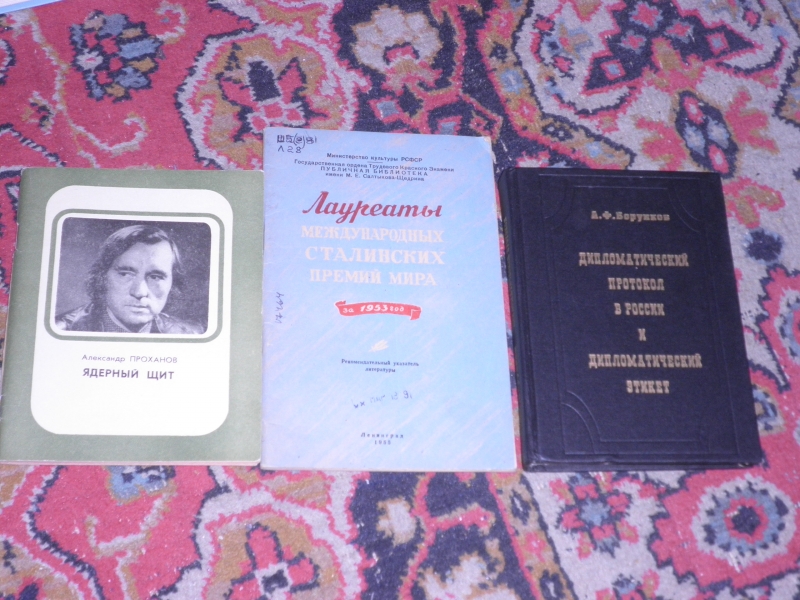 Александр ПРОХАНОВ
ЯДЕРНЫЙ ЩИТ
Л28
Министерство культуры РСФСР
Государственная ордена Трудового Красного Знамени
ПУБЛИЧНАЯ БИБЛИОТЕКА
имени М. Е. Салтыкова-Щедрина
Лауреаты
МЕЖДУНАРОДНЫХ
СТАЛИНСКИХ
ПРЕМИЙ МИРА
за 1953 год
Рекомендательный указатель
литературы
Ленинград
А.Ф.Борунков
ДИПЛОМАТИЧЕСКИЙ
ПРОТОКОЛ
В РОССИИ
И
ДИПЛОМАТИЧЕСКИЙ
ЭТИКЕТ